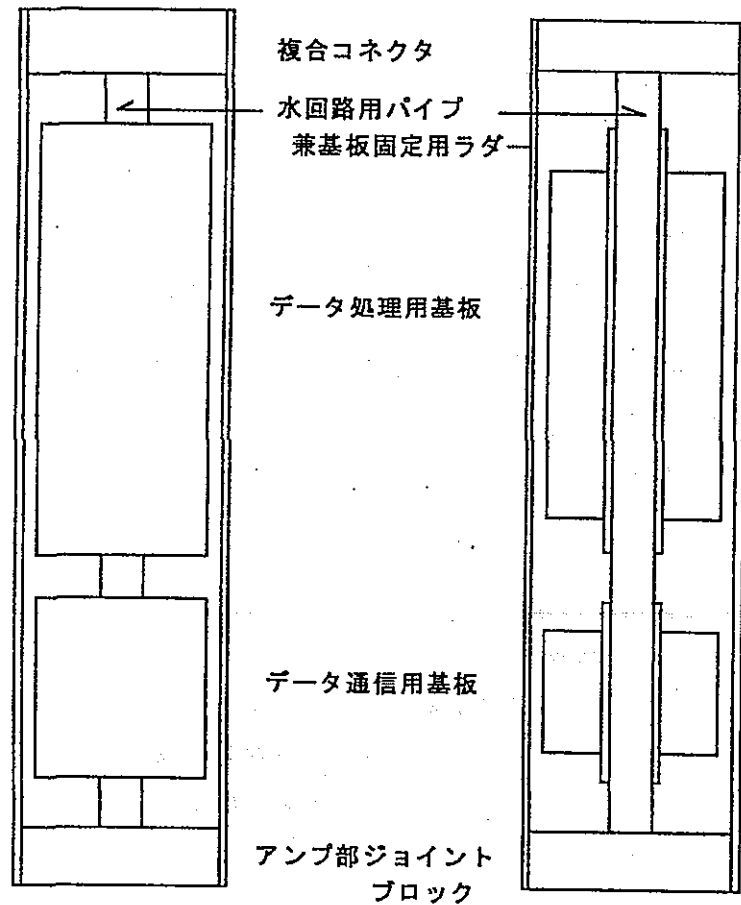 複合コネクタ
水回路用パイプ
兼基板固定用ラダ
データ処理用基板
データ通信用基板
アンプ部ジョイント
ブロック